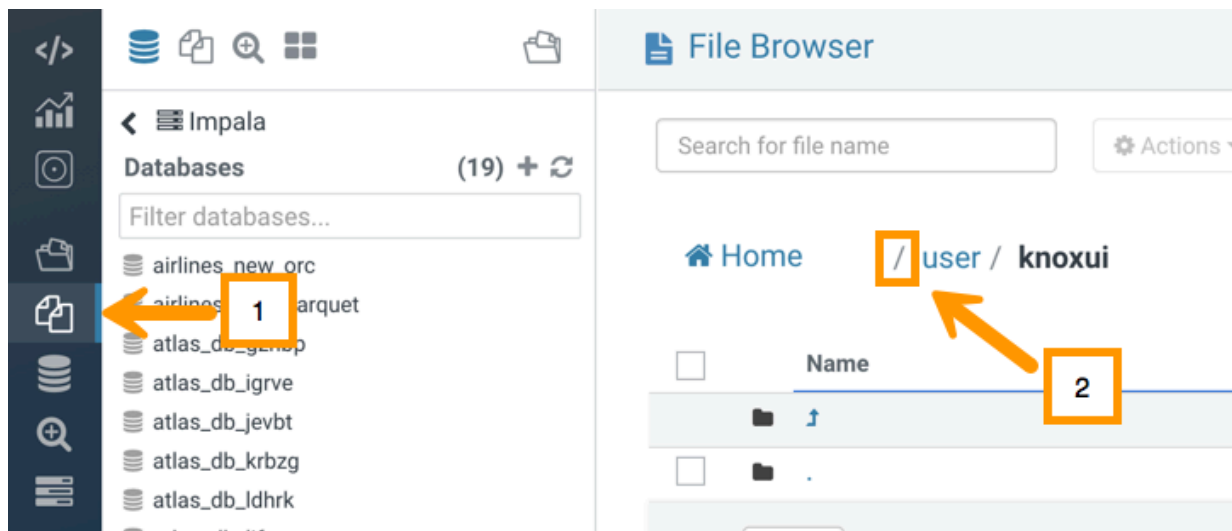 </>
File Browser
Impala
Databases (19)
Filter databases...
airlines_new_orc
arquet
atlas_db_igrve
atlas_db_jevbt
atlas_db_krbzg
atlas_db_ldhrk
1
Search for file name
Actions
Home / user / knoxui
Name
2
.